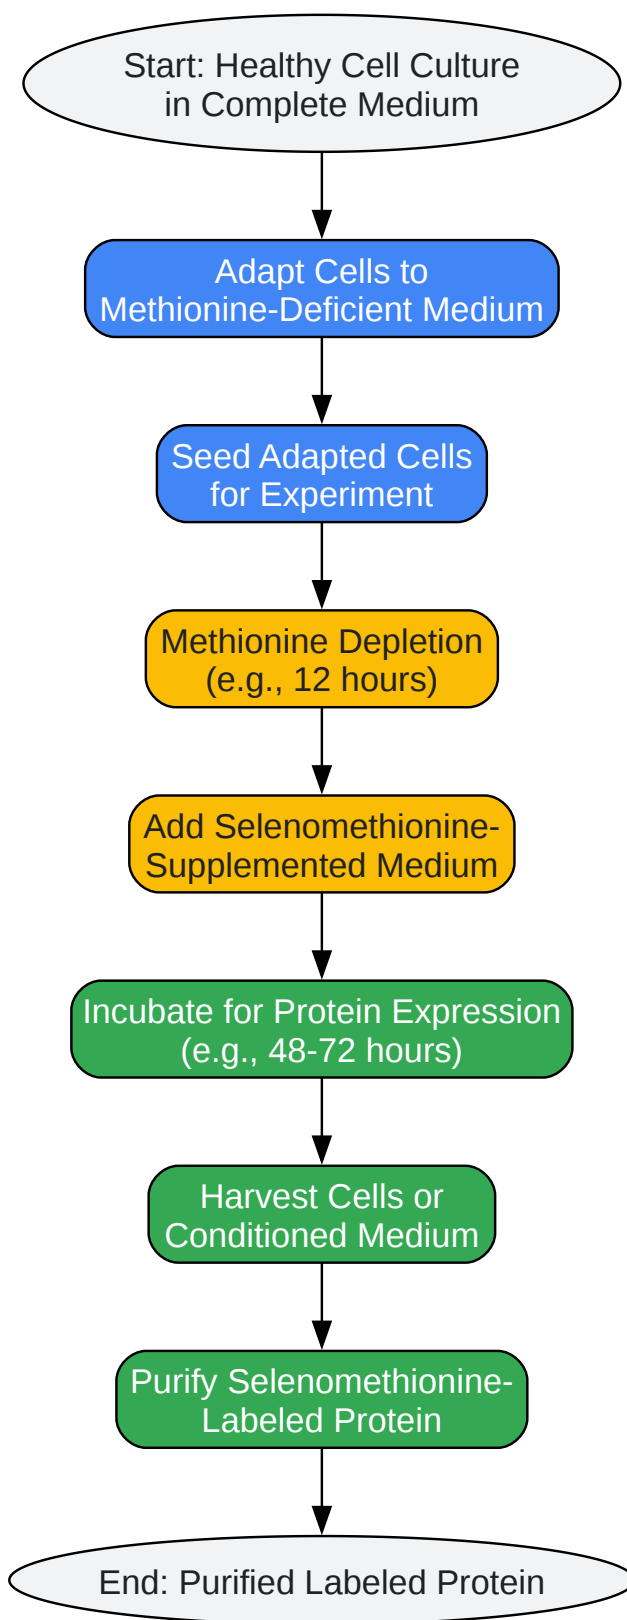 Start: Healthy Cell Culture
in Complete Medium
Adapt Cells to
Methionine-Deficient Medium
Seed Adapted Cells
for Experiment
Methionine Depletion
(e.g., 12 hours)
Add Selenomethionine-
Supplemented Medium
Incubate for Protein Expression
(e.g., 48-72 hours)
Harvest Cells or
Conditioned Medium
Purify Selenomethionine-
Labeled Protein
End: Purified Labeled Protein